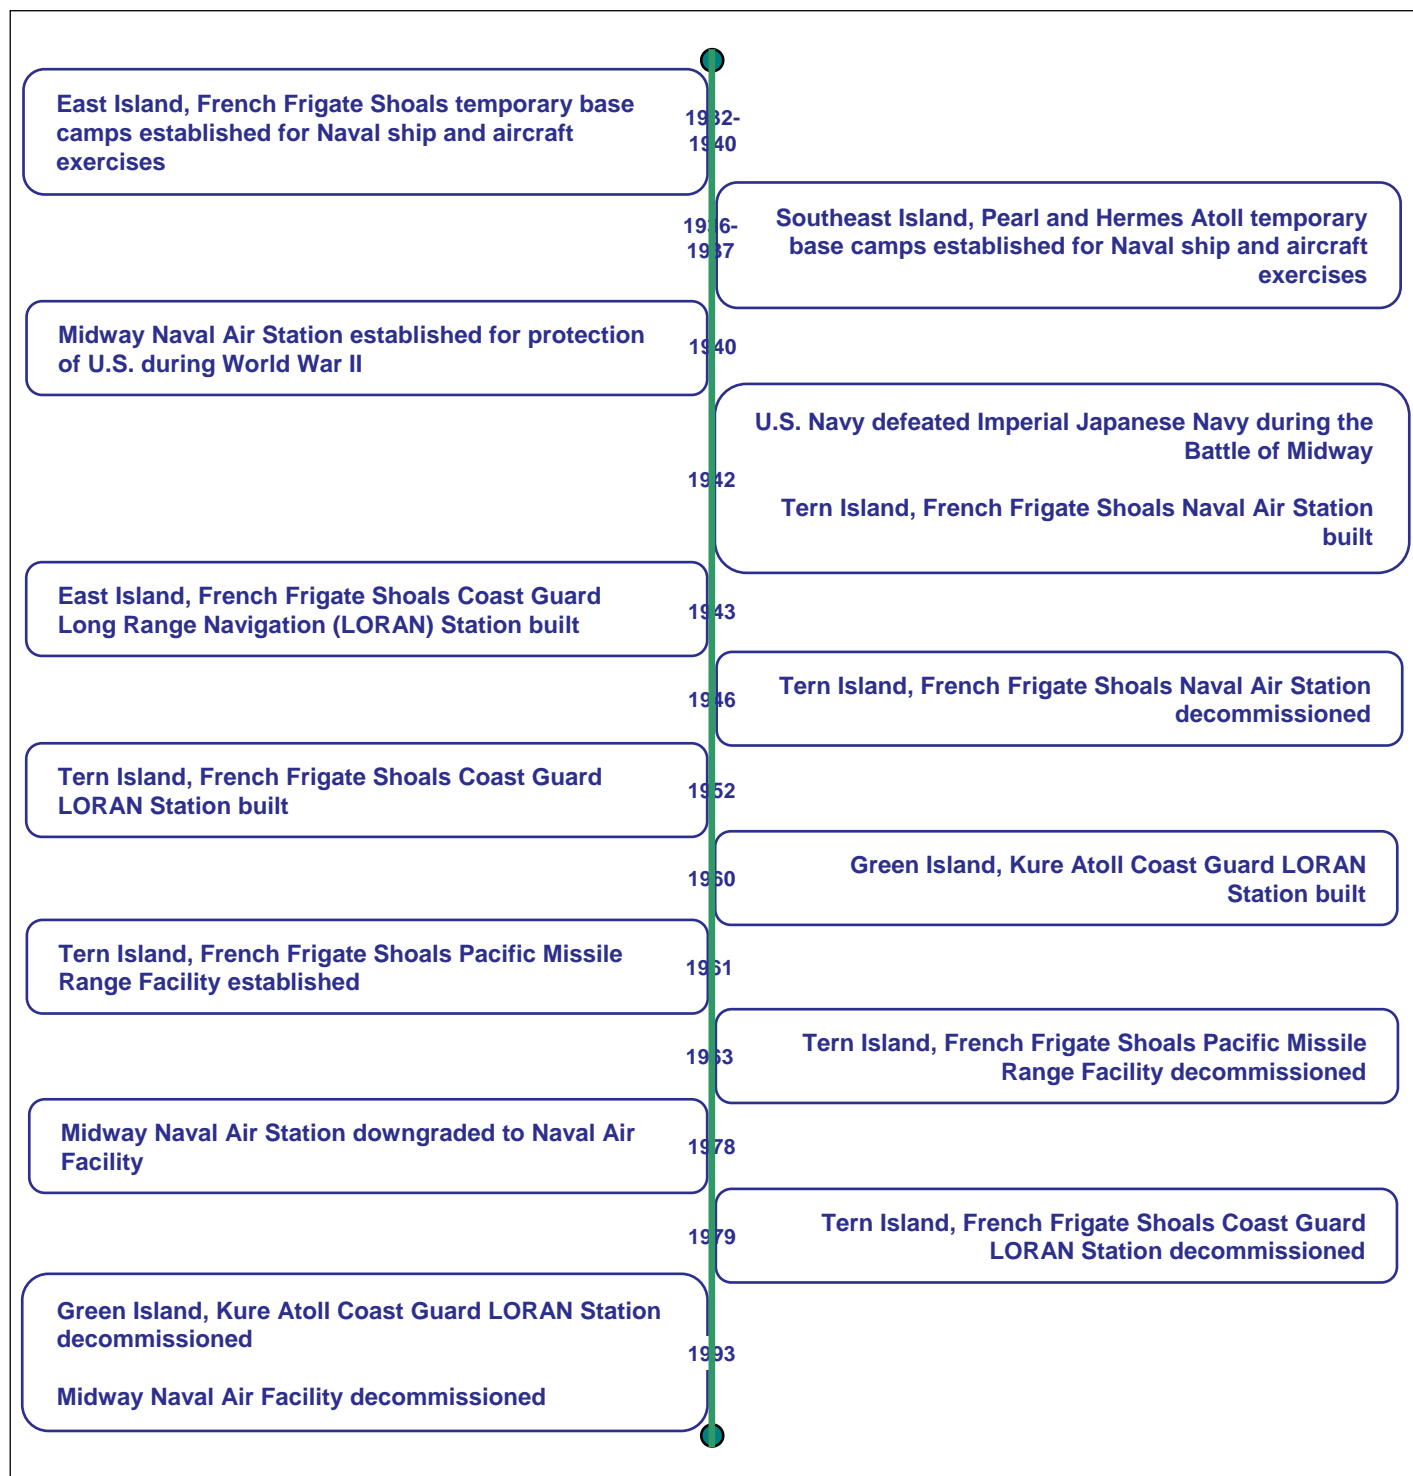 East Island, French Frigate Shoals temporary base
camps established for Naval ship and aircraft
exercises
1932-
1940
Southeast Island, Pearl and Hermes Atoll temporary
base camps established for Naval ship and aircraft
exercises
1936-
1937
Midway Naval Air Station established for protection
of U.S. during World War II
1940
U.S. Navy defeated Imperial Japanese Navy during the
Battle of Midway
Tern Island, French Frigate Shoals Naval Air Station
built
1942
East Island, French Frigate Shoals Coast Guard
Long Range Navigation (LORAN) Station built
1943
Tern Island, French Frigate Shoals Naval Air Station
decommissioned
1946
Tern Island, French Frigate Shoals Coast Guard
LORAN Station built
1952
Green Island, Kure Atoll Coast Guard LORAN
Station built
1960
Tern Island, French Frigate Shoals Pacific Missile
Range Facility established
1961
Tern Island, French Frigate Shoals Pacific Missile
Range Facility decommissioned
1963
Midway Naval Air Station downgraded to Naval Air
Facility
1978
Tern Island, French Frigate Shoals Coast Guard
LORAN Station decommissioned
1979
Green Island, Kure Atoll Coast Guard LORAN Station
decommissioned
Midway Naval Air Facility decommissioned
1993